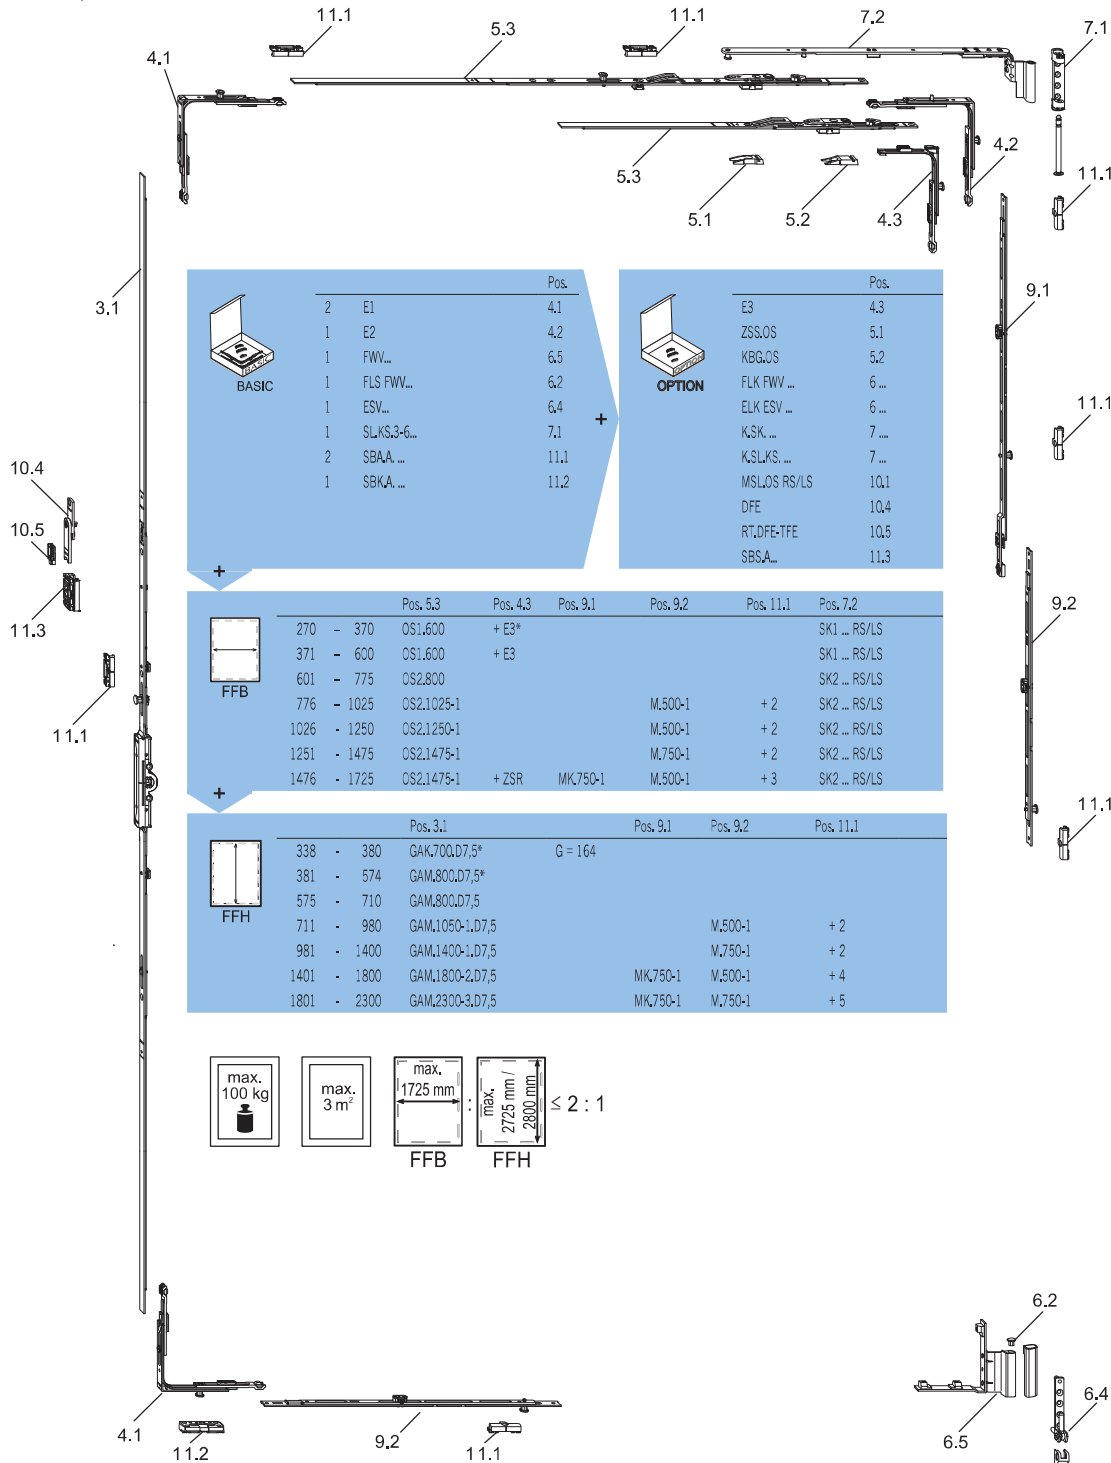 11.1
5.3
11.1
7.2
7.1
4.1
5.3
4.2
5.1
5.2
4.3
11.1
3.1
9.1
Pos.
2 E1 4.1
1 E2 4.2
1 FWV... 6.5
1 FLS FWV... 6.2
1 ESV... 6.4
1 SL.KS.3-6... 7.1
2 SBA.A. ... 11.1
1 SBK.A. ... 11.2
BASIC
BASIC
+
Pos.
E3 4.3
ZSS.OS 5.1
KBG.OS 5.2
FLK FWV ... 6 ...
ELK ESV ... 6 ...
K.SK. ... 7 ....
K.SL.KS. ... 7 ...
MSL.OS RS/LS 10.1
DFE 10.4
RT.DFE-TFE 10.5
SBS.A... 11.3
OPTION
OPTION
11.1
10.4
10.5
11.3
11.1
9.2
11.1
+
Pos. 5.3 Pos. 4.3 Pos. 9.1 Pos. 9.2 Pos. 11.1 Pos. 7.2
270 – 370 OS1.600 + E3* SK1 ... RS/LS
371 – 600 OS1.600 + E3 SK1 ... RS/LS
601 – 775 OS2.800 SK2 ... RS/LS
776 – 1025 OS2.1025-1 M.500-1 + 2 SK2 ... RS/LS
1026 - 1250 OS2.1250-1 M.500-1 + 2 SK2 ... RS/LS
1251 - 1475 OS2.1475-1 M.750-1 + 2 SK2 ... RS/LS
1476 - 1725 OS2.1475-1 + ZSR MK.750-1 M.500-1 + 3 SK2 ... RS/LS
FFB
+
Pos. 3.1 Pos. 9.1 Pos. 9.2 Pos. 11.1
338 - 380 GAK.700.D7,5* G = 164
381 - 574 GAM.800.D7,5*
575 - 710 GAM.800.D7,5
711 - 980 GAM.1050-1.D7,5 M.500-1 + 2
981 - 1400 GAM.1400-1.D7,5 M.750-1 + 2
1401 - 1800 GAM.1800-2.D7,5 MK.750-1 M.500-1 + 4
1801 - 2300 GAM.2300-3.D7,5 MK.750-1 M.750-1 + 5
FFH
max.
100 kg
max.
3 m²
max.
1725 mm
FFB
:
max.
2725 mm /
2800 mm
FFH
≤ 2 : 1
4.1
11.2
9.2
11.1
6.2
6.5
6.4